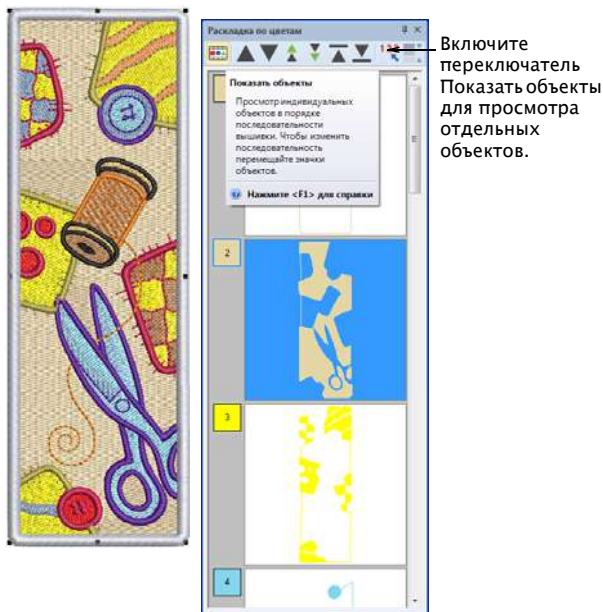 Раскладка по цветам
Показать объекты
Просмотр индивидуальных
объектов в порядке
последовательности
вышивки. Чтобы изменить
последовательность
перемещайте значки
объектов.
Нажмите <F1> для справки
2
3
4
Включите
переключатель
Показать объекты
для просмотра
отдельных
объектов.